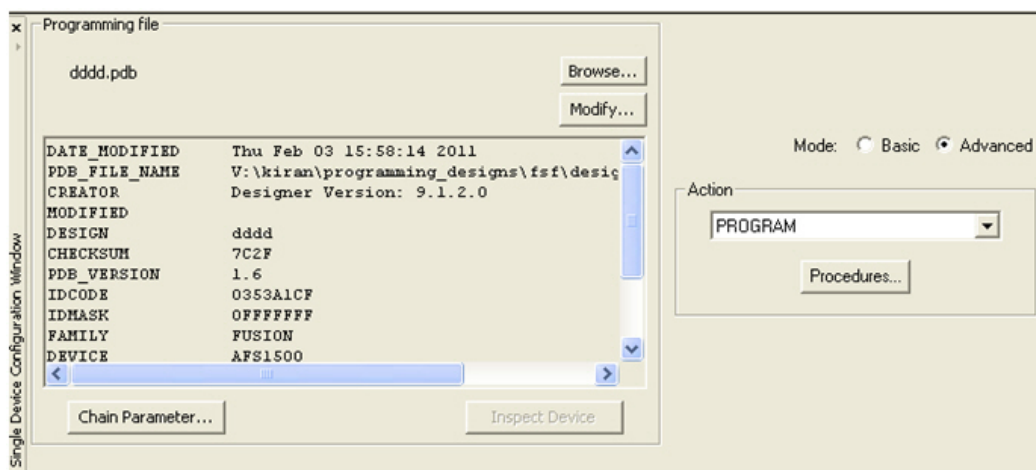 Programming file
dddd.pdb
Browse...
Modify...
DATE_MODIFIED Thu Feb 03 15:58:14 2011
PDB_FILE_NAME V:\kiran\programming_designs\fsf\desig
CREATOR Designer Version: 9.1.2.0
MODIFIED
DESIGN dddd
CHECKSUM 7C2F
PDB_VERSION 1.6
IDCODE 0353A1CF
IDMASK 0FFFFFFF
FAMILY FUSION
DEVICE AFS1500
Chain Parameter...
Inspect Device
Mode: Basic Advanced
Action
PROGRAM
Procedures...
Single Device Configuration Window